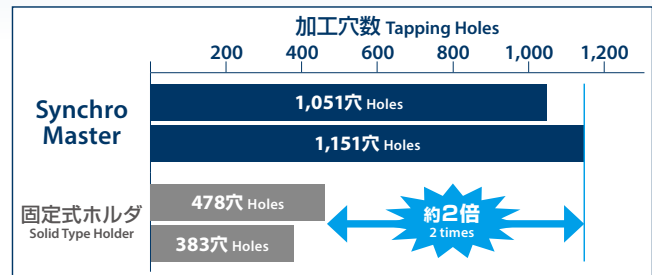 加工穴数 Tapping Holes
200 400 600 800 1,000 1,200
Synchro
Master
1,051穴 Holes
1,151穴 Holes
固定式ホルダ
Solid Type Holder
478穴 Holes
383穴 Holes
約2倍
2 times